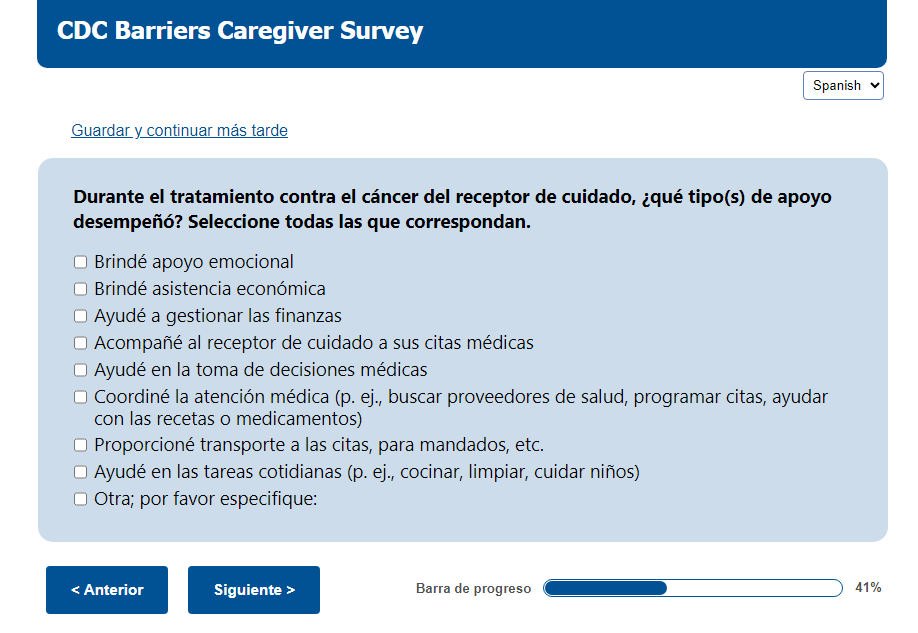 CDC Barriers Caregiver Survey
Spanish
Guardar y continuar más tarde
Durante el tratamiento contra el cáncer del receptor de cuidado, ¿qué tipo(s) de apoyo
desempeñó? Seleccione todas las que correspondan.
Brindé apoyo emocional
Brindé asistencia económica
Ayudé a gestionar las finanzas
Acompañé al receptor de cuidado a sus citas médicas
Ayudé en la toma de decisiones médicas
Coordiné la atención médica (p. ej., buscar proveedores de salud, programar citas, ayudar
con las recetas o medicamentos)
Proporcioné transporte a las citas, para mandados, etc.
Ayudé en las tareas cotidianas (p. ej., cocinar, limpiar, cuidar niños)
Otra; por favor especifique:
< Anterior
Siguiente >
Barra de progreso
41%